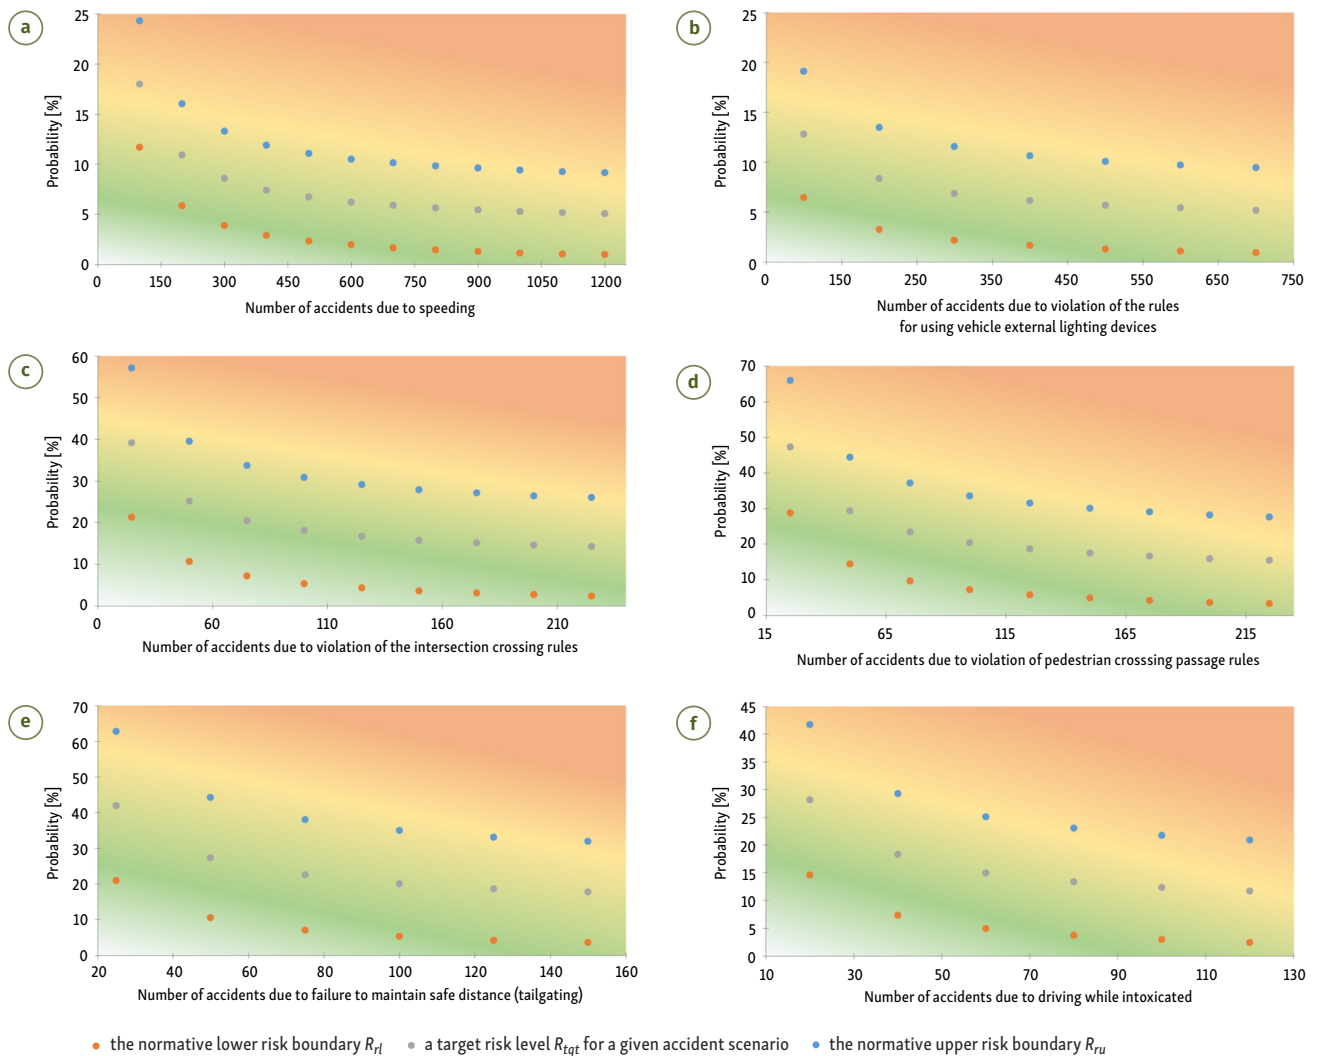 a
25
20
15
10
5
0
Probability [%]
0 150 300 450 600 750 900 1050 1200
Number of accidents due to speeding
b
25
20
15
10
5
0
Probability [%]
0 150 250 350 450 550 650 750
Number of accidents due to violation of the rules
for using vehicle external lighting devices
c
60
50
40
30
20
10
0
Probability [%]
0 60 110 160 210
Number of accidents due to violation of the intersection crossing rules
d
70
60
50
40
30
20
10
0
Probability [%]
15 65 115 165 215
Number of accidents due to violation of pedestrian crosssing passage rules
e
70
60
50
40
30
20
10
0
Probability [%]
20 40 60 80 100 120 140 160
Number of accidents due to failure to maintain safe distance (tailgating)
f
45
40
35
30
25
20
15
10
5
0
Probability [%]
10 30 50 70 90 110 130
Number of accidents due to driving while intoxicated
the normative lower risk boundary Rrl a target risk level Rtqt for a given accident scenario the normative upper risk boundary Rru